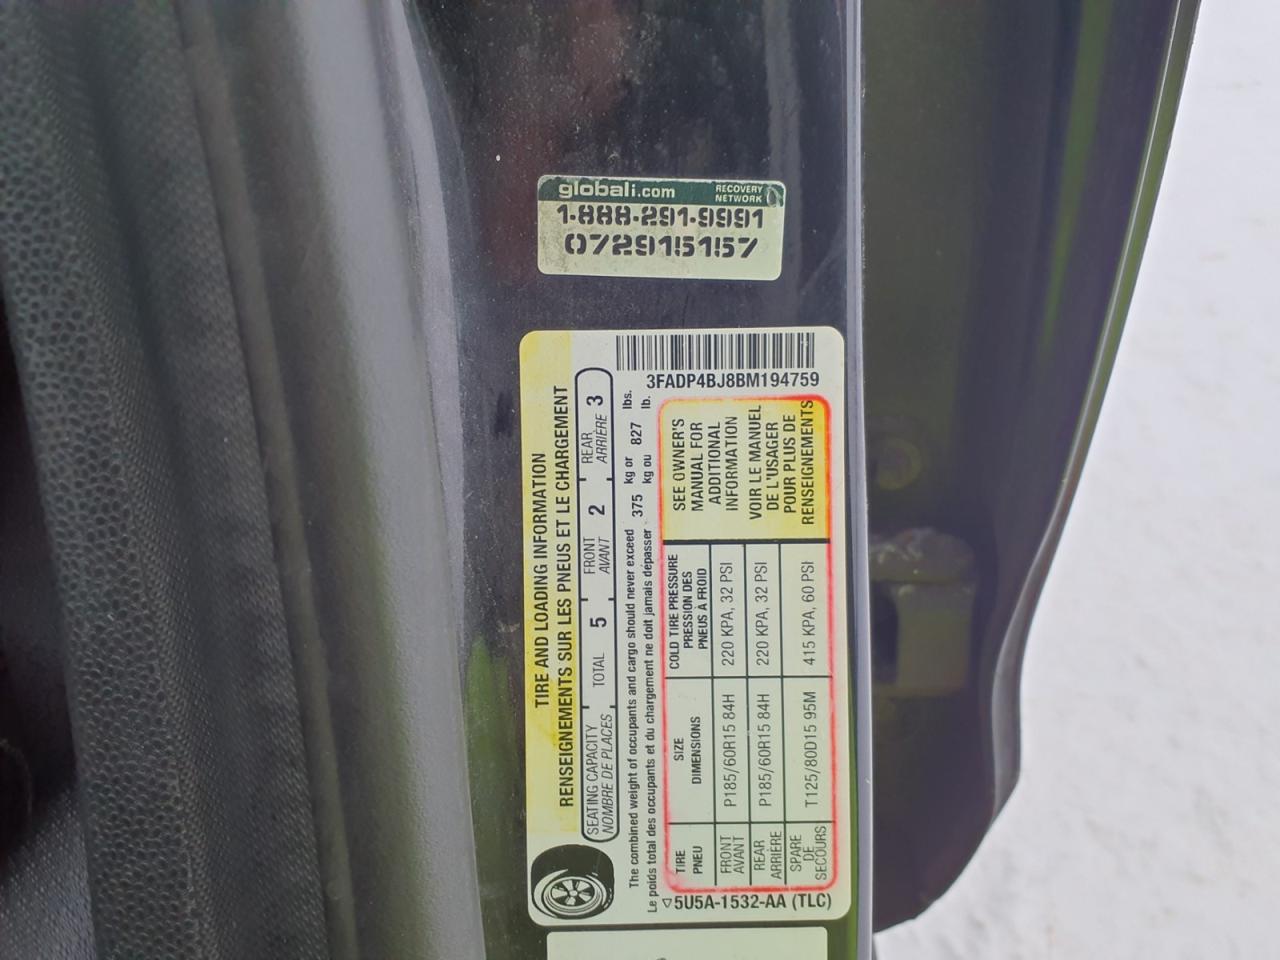 globali.com RECOVERY NETWORK
1-888-291-9991
072915157
3FADP4BJ8BM194759
TIRE AND LOADING INFORMATION
RENSEIGNEMENTS SUR LES PNEUS ET LE CHARGEMENT
SEATING CAPACITY TOTAL 5 FRONT 2 REAR 3
NOMBRE DE PLACES AVANT ARRIÈRE
The combined weight of occupants and cargo should never exceed 375 kg or 827 lbs.
Le poids total des occupants et du chargement ne doit jamais dépasser kg ou lb.
TIRE PNEU SIZE DIMENSIONS COLD TIRE PRESSURE PRESSION DES PNEUS À FROID
FRONT AVANT P185/60R15 84H 220 KPA, 32 PSI
REAR ARRIÈRE P185/60R15 84H 220 KPA, 32 PSI
SPARE DE SECOURS T125/80D15 95M 415 KPA, 60 PSI
SEE OWNER'S
MANUAL FOR
ADDITIONAL
INFORMATION
VOIR LE MANUEL
DE L'USAGER
POUR PLUS DE
RENSEIGNEMENTS
5U5A-1532-AA (TLC)